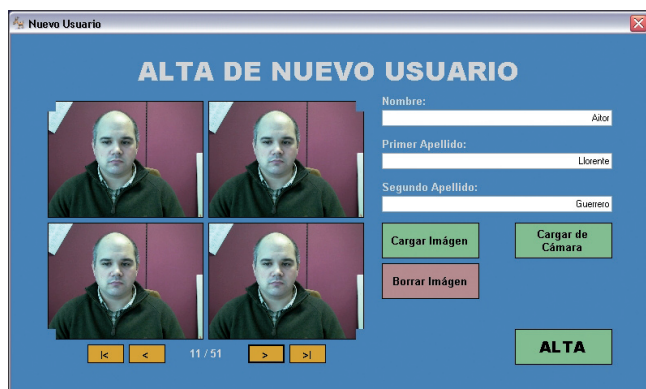 Nuevo Usuario
ALTA DE NUEVO USUARIO
Nombre:
Aitor
Primer Apellido:
Llorente
Segundo Apellido:
Guerrero
Cargar Imágen
Cargar de
Cámara
Borrar Imágen
|< < 11 / 51 > >|
ALTA